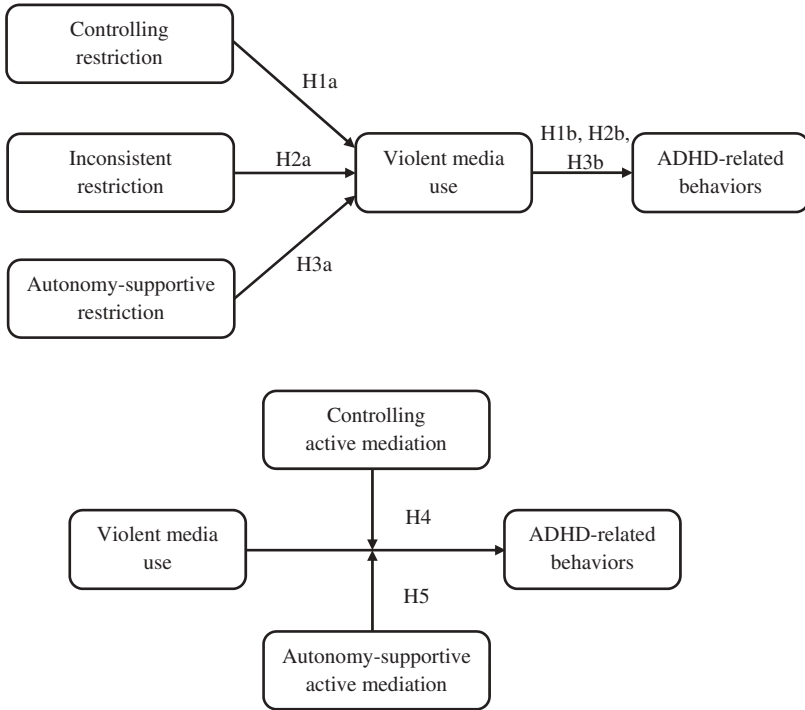 Controlling
restriction
H1a
Inconsistent
restriction
H2a
Violent media
use
H1b, H2b,
H3b
ADHD-related
behaviors
Autonomy-supportive
restriction
H3a
Controlling
active mediation
H4
Violent media
use
ADHD-related
behaviors
H5
Autonomy-supportive
active mediation